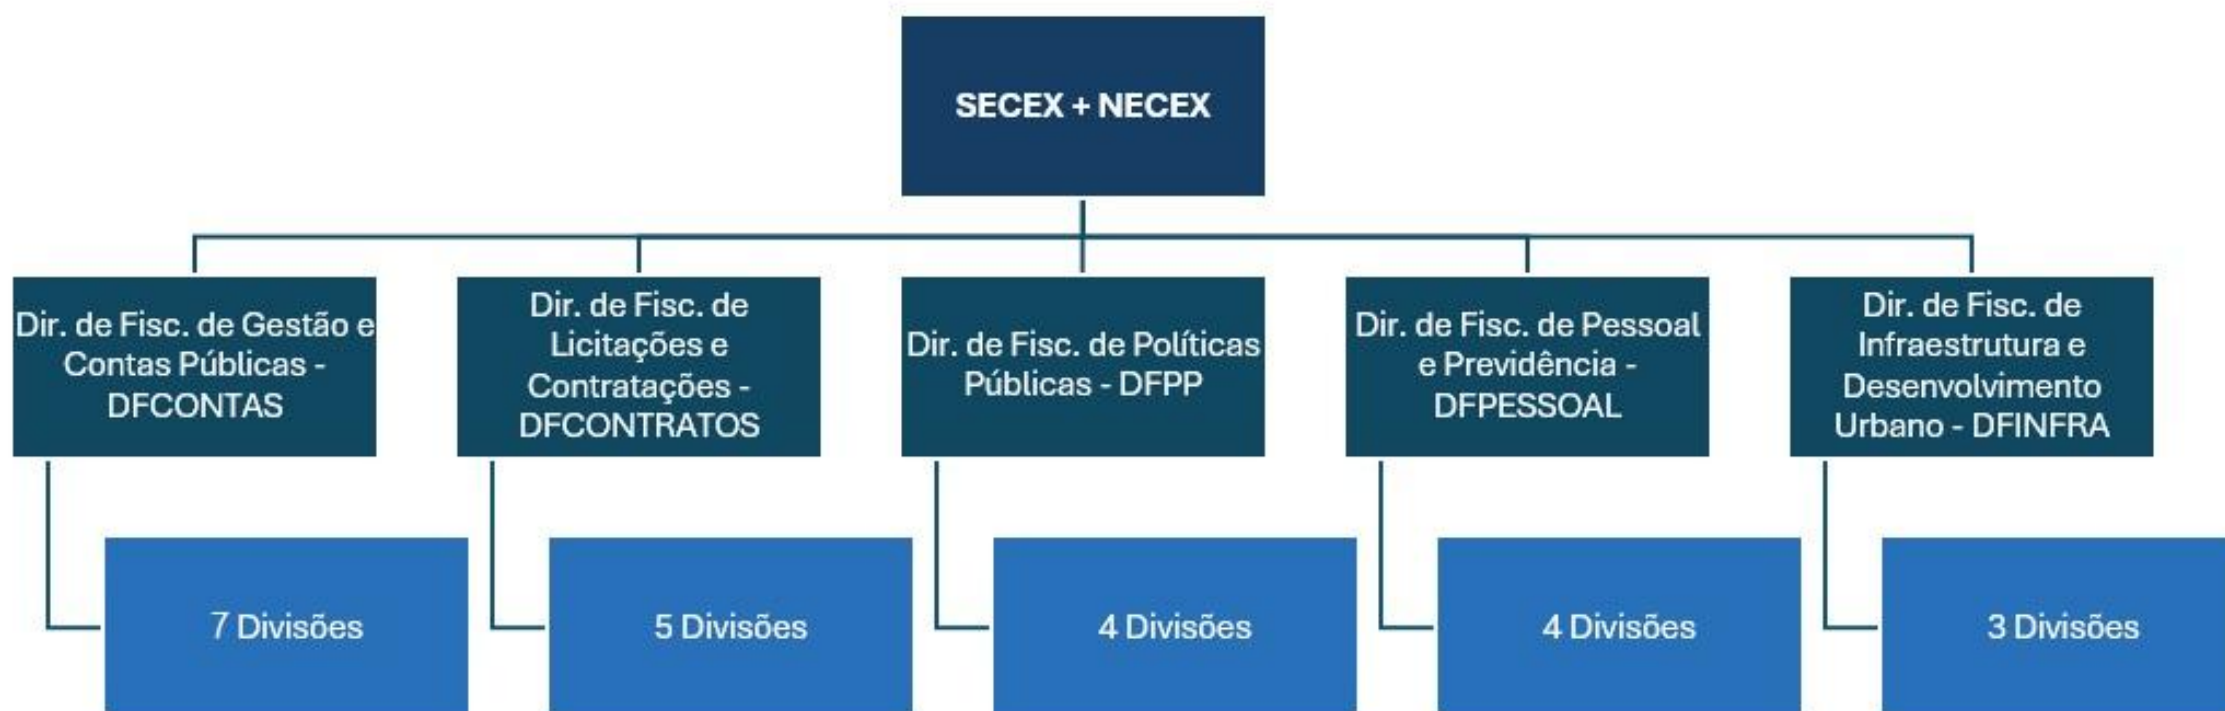 SECEX + NECEX
Dir. de Fisc. de Gestão e
Contas Públicas -
DFCONTAS
Dir. de Fisc. de
Licitações e
Contratações -
DFCONTRATOS
Dir. de Fisc. de Políticas
Públicas - DFPP
Dir. de Fisc. de Pessoal
e Previdência -
DFPESSOAL
Dir. de Fisc. de
Infraestrutura e
Desenvolvimento
Urbano - DFINFRA
7 Divisões
5 Divisões
4 Divisões
4 Divisões
3 Divisões